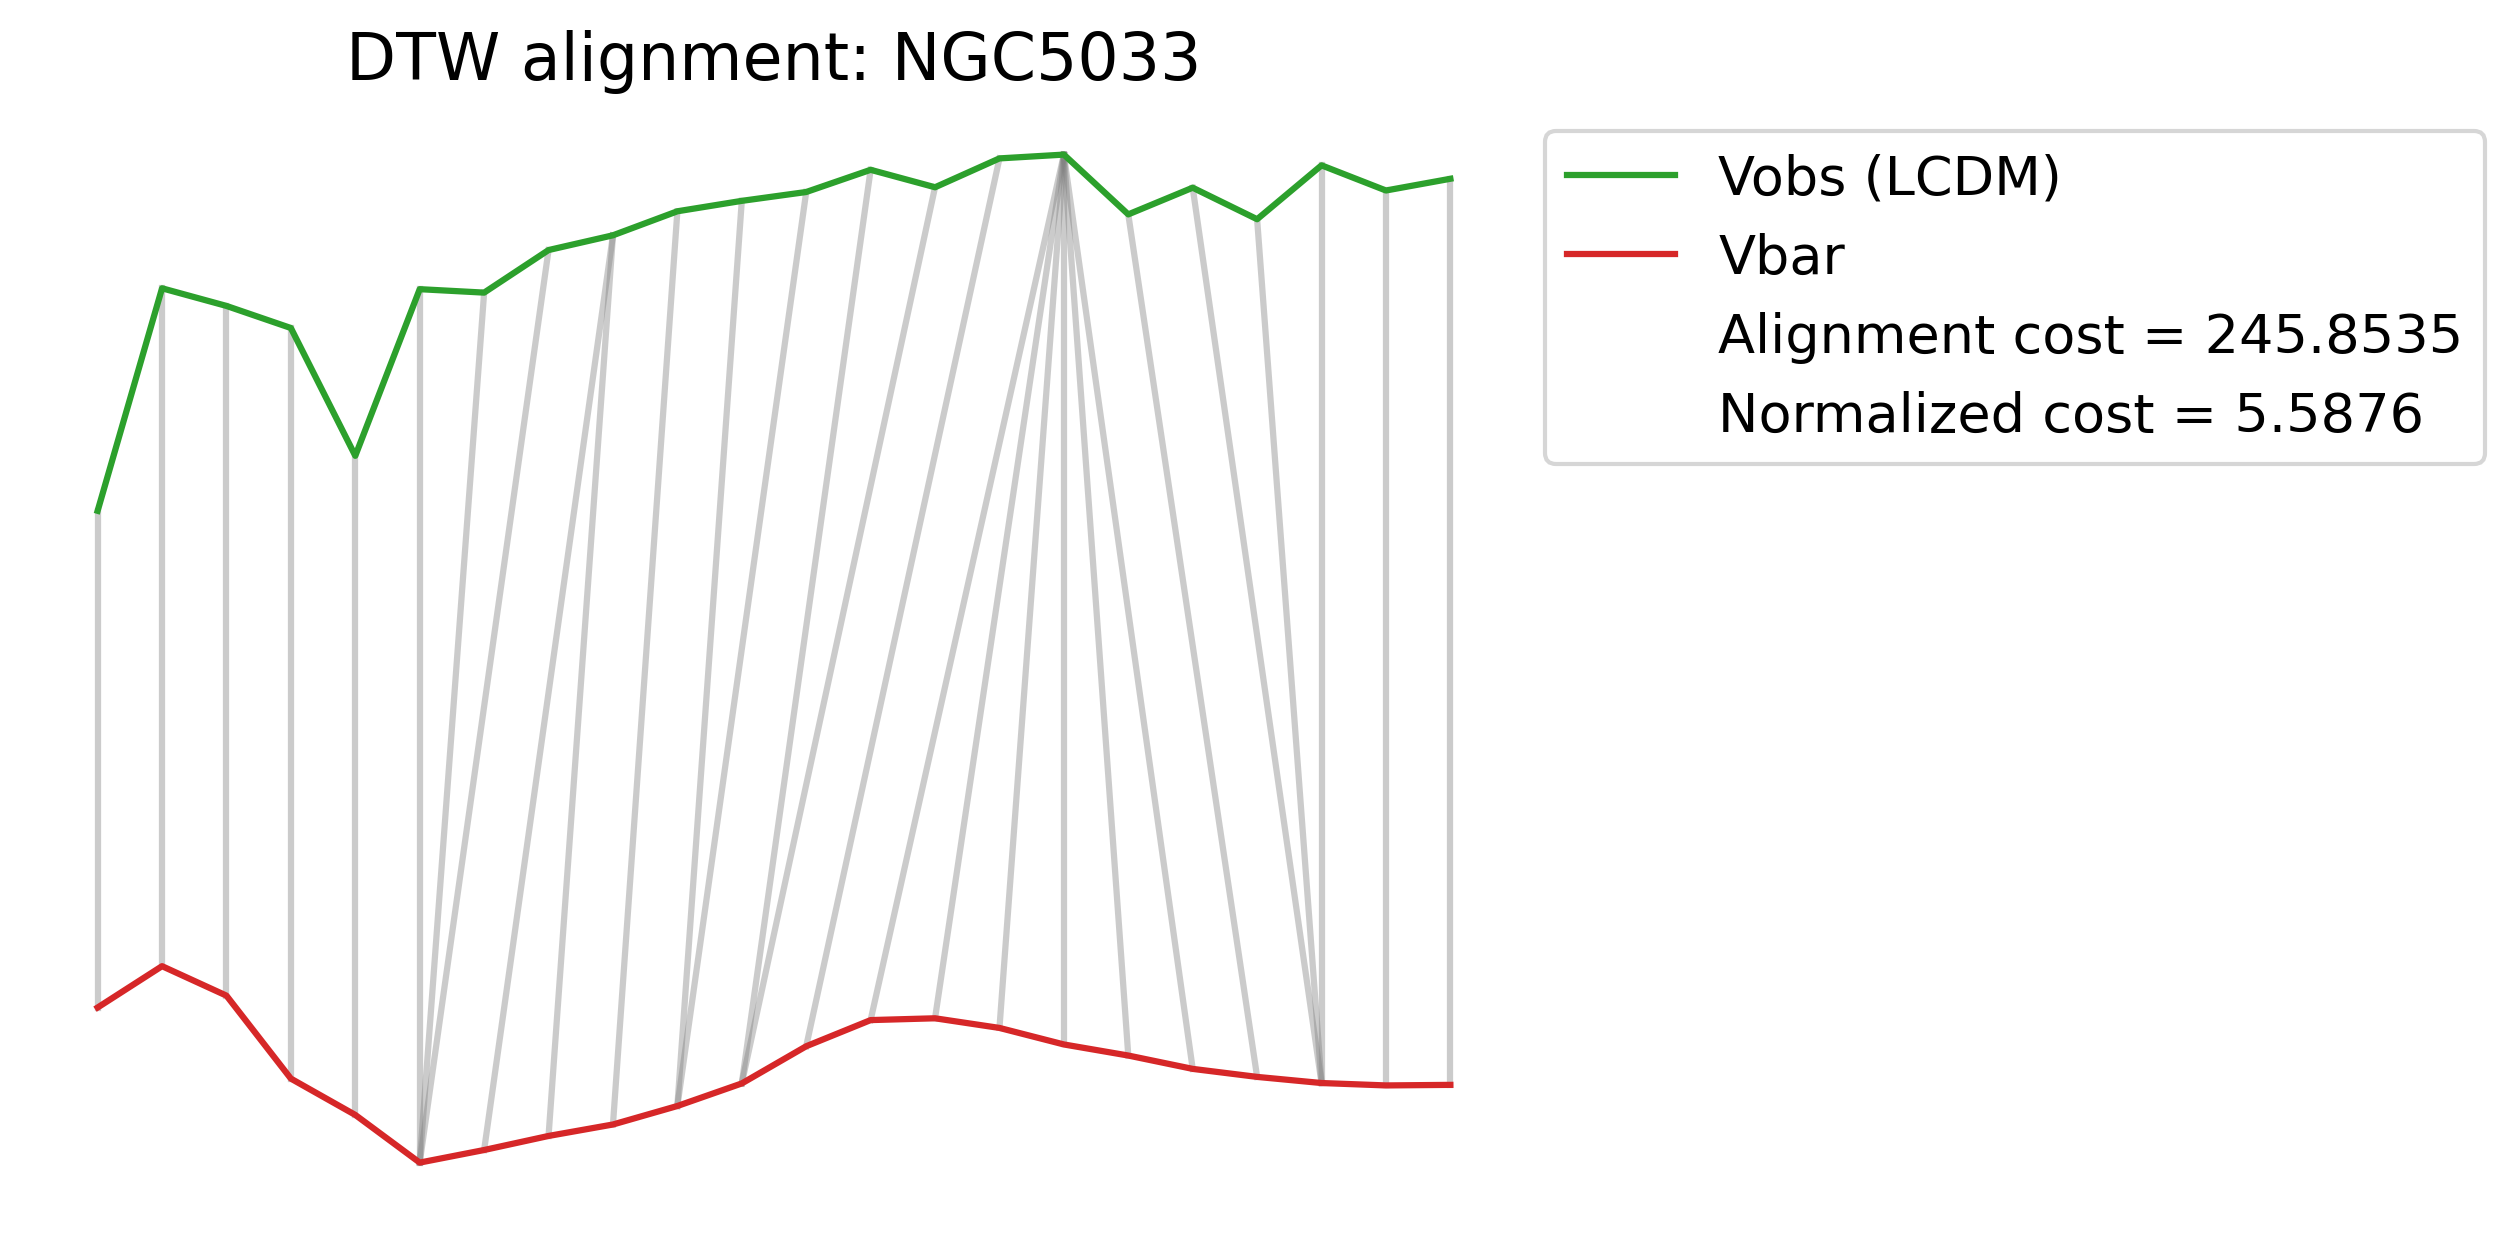 DTW alignment: NGC5033
Vobs (LCDM)
Vbar
Alignment cost = 245.8535
Normalized cost = 5.5876